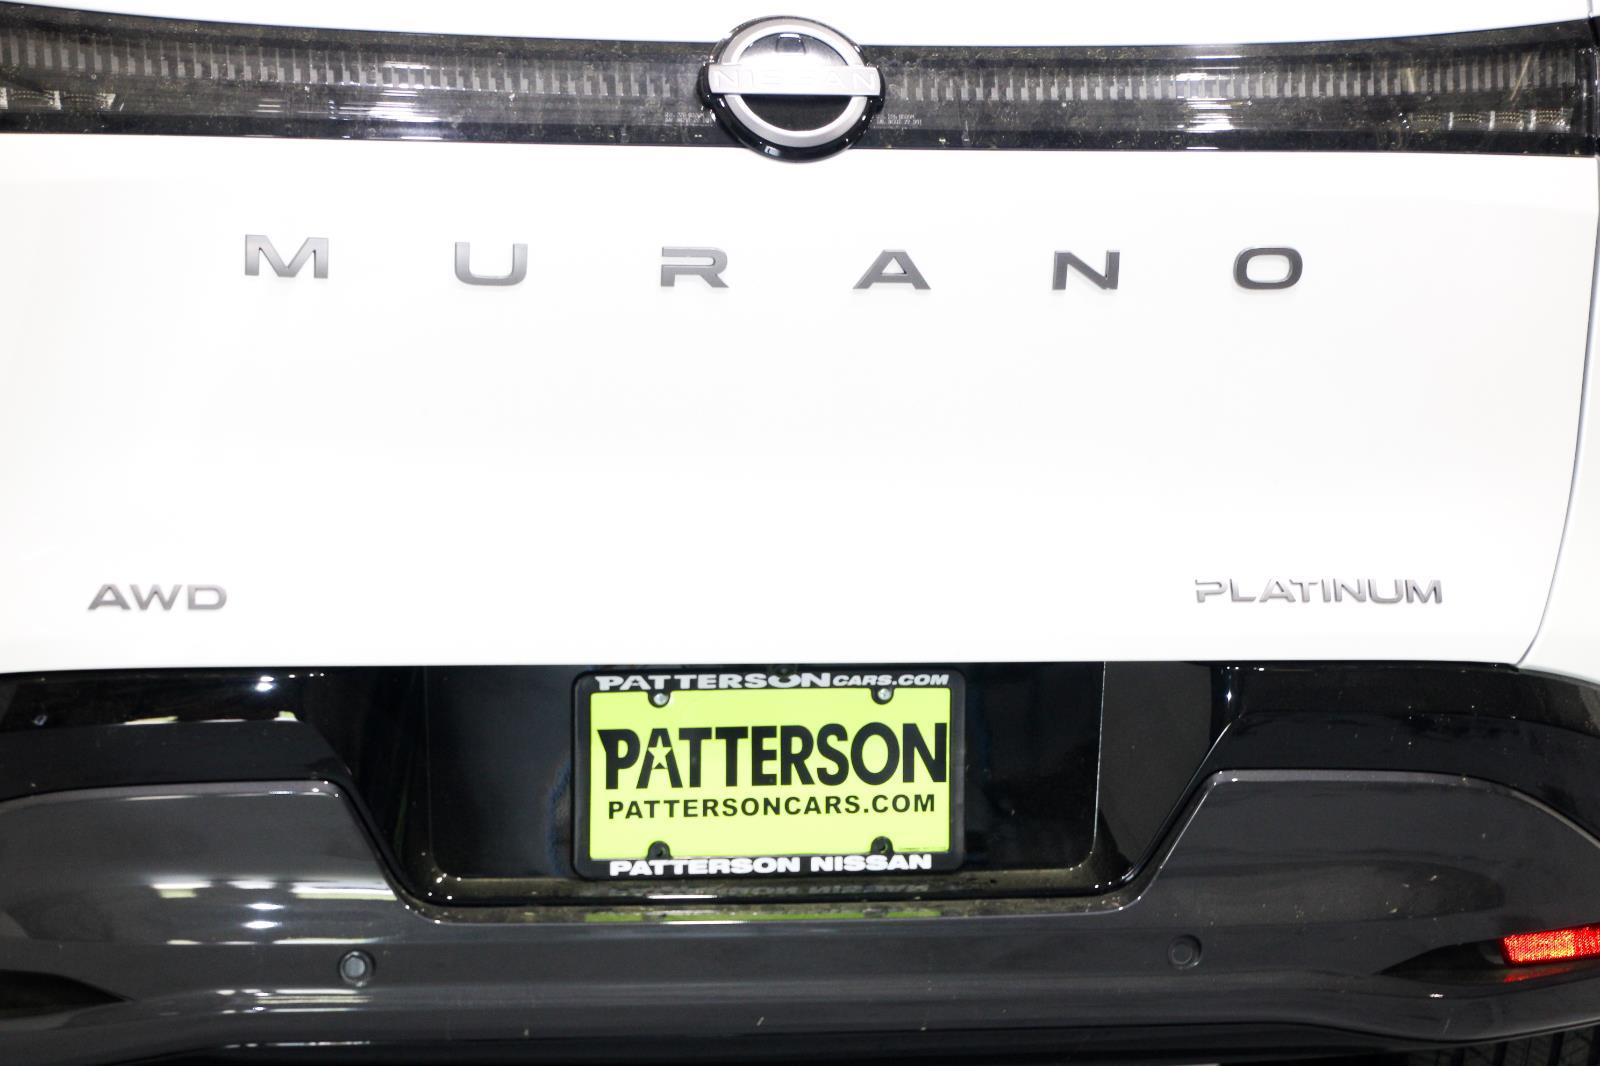 NISSAN
MURANO
AWD
PLATINUM
PATTERSONCARS.COM
PATTERSON
PATTERSONCARS.COM
PATTERSON NISSAN